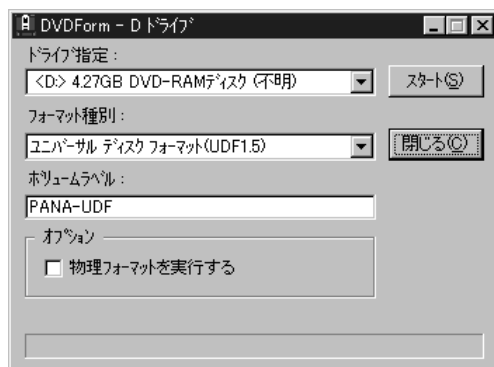 DVDForm - D ﾄﾞﾗｲﾌﾞ
ﾄﾞﾗｲﾌﾞ指定：
<D:> 4.27GB DVD-RAMﾃﾞｨｽｸ (不明)
スタート(S)
ﾌｫｰﾏｯﾄ種別：
ﾕﾆﾊﾞｰｻﾙ ﾃﾞｨｽｸ ﾌｫｰﾏｯﾄ(UDF1.5)
閉じる(C)
ﾎﾞﾘｭｰﾑﾗﾍﾞﾙ：
PANA-UDF
ｵﾌﾟｼｮﾝ
物理ﾌｫｰﾏｯﾄを実行する